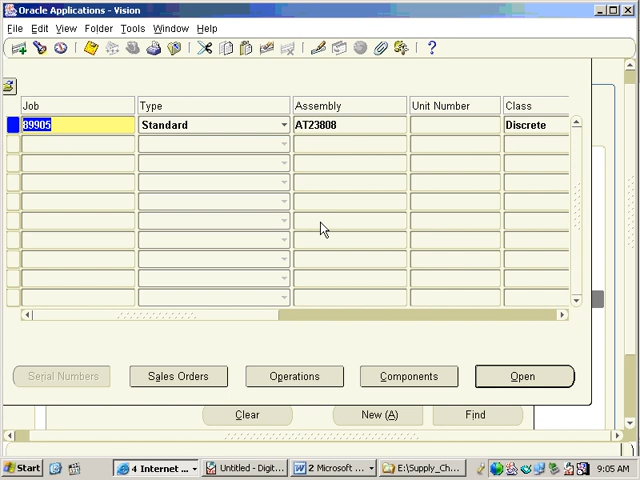 Oracle Applications - Vision
File Edit View Folder Tools Window Help
Job Type Assembly Unit Number Class
89905 Standard AT23808 Discrete
Serial Numbers Sales Orders Operations Components Open
Clear New (A) Find
Start 4 Internet ... Untitled - Digit... 2 Microsoft ... E:\Supply_Ch... 9:05 AM